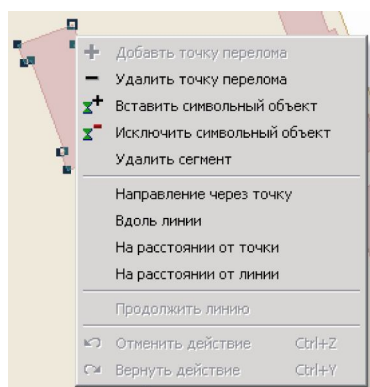 Добавть точку перелома
Удалить точку перелома
Вставить символьный объект
Исключить символьный объект
Удалить сегмент
Направление через точку
Вдоль линии
На расстоянии от точки
На расстоянии от линии
Продолжить линию
Отменить действие Ctrl+Z
Вернуть действие Ctrl+Y